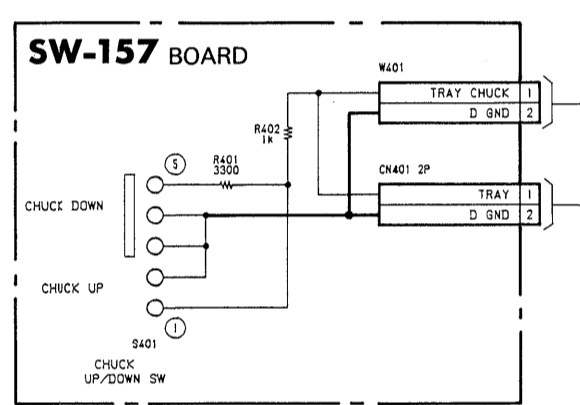 SW-157 BOARD
W401
TRAY CHUCK 1
D GND 2
R402
1k
R401
3300
5
CN401 2P
TRAY 1
D GND 2
CHUCK DOWN
CHUCK UP
1
S401
CHUCK
UP/DOWN SW